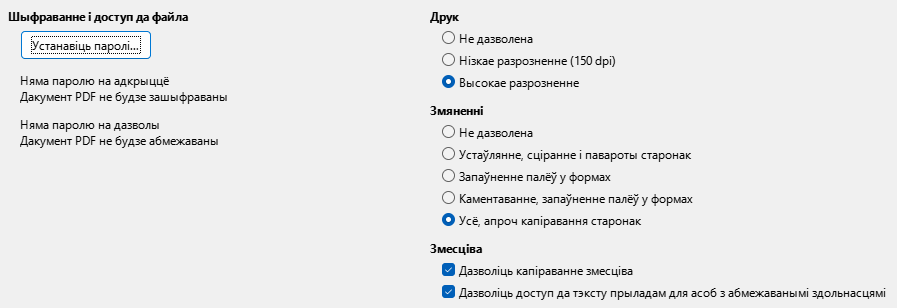 Шыфраванне і доступ да файла
Устанавіць паролі...
Няма паролю на адкрыццё
Дакумент PDF не будзе зашыфраваны
Няма паролю на дазволы
Дакумент PDF не будзе абмежаваны
Друк
Не дазволена
Нізкае разрозненне (150 dpi)
Высокае разрозненне
Змяненні
Не дазволена
Устаўлянне, сціранне і павароты старонак
Запаўненне палёў у формах
Каментаванне, запаўненне палёў у формах
Усё, апроч капіравання старонак
Змесціва
Дазволіць капіраванне змесціва
Дазволіць доступ да тэксту прыладам для асоб з абмежаванымі здольнасцямі